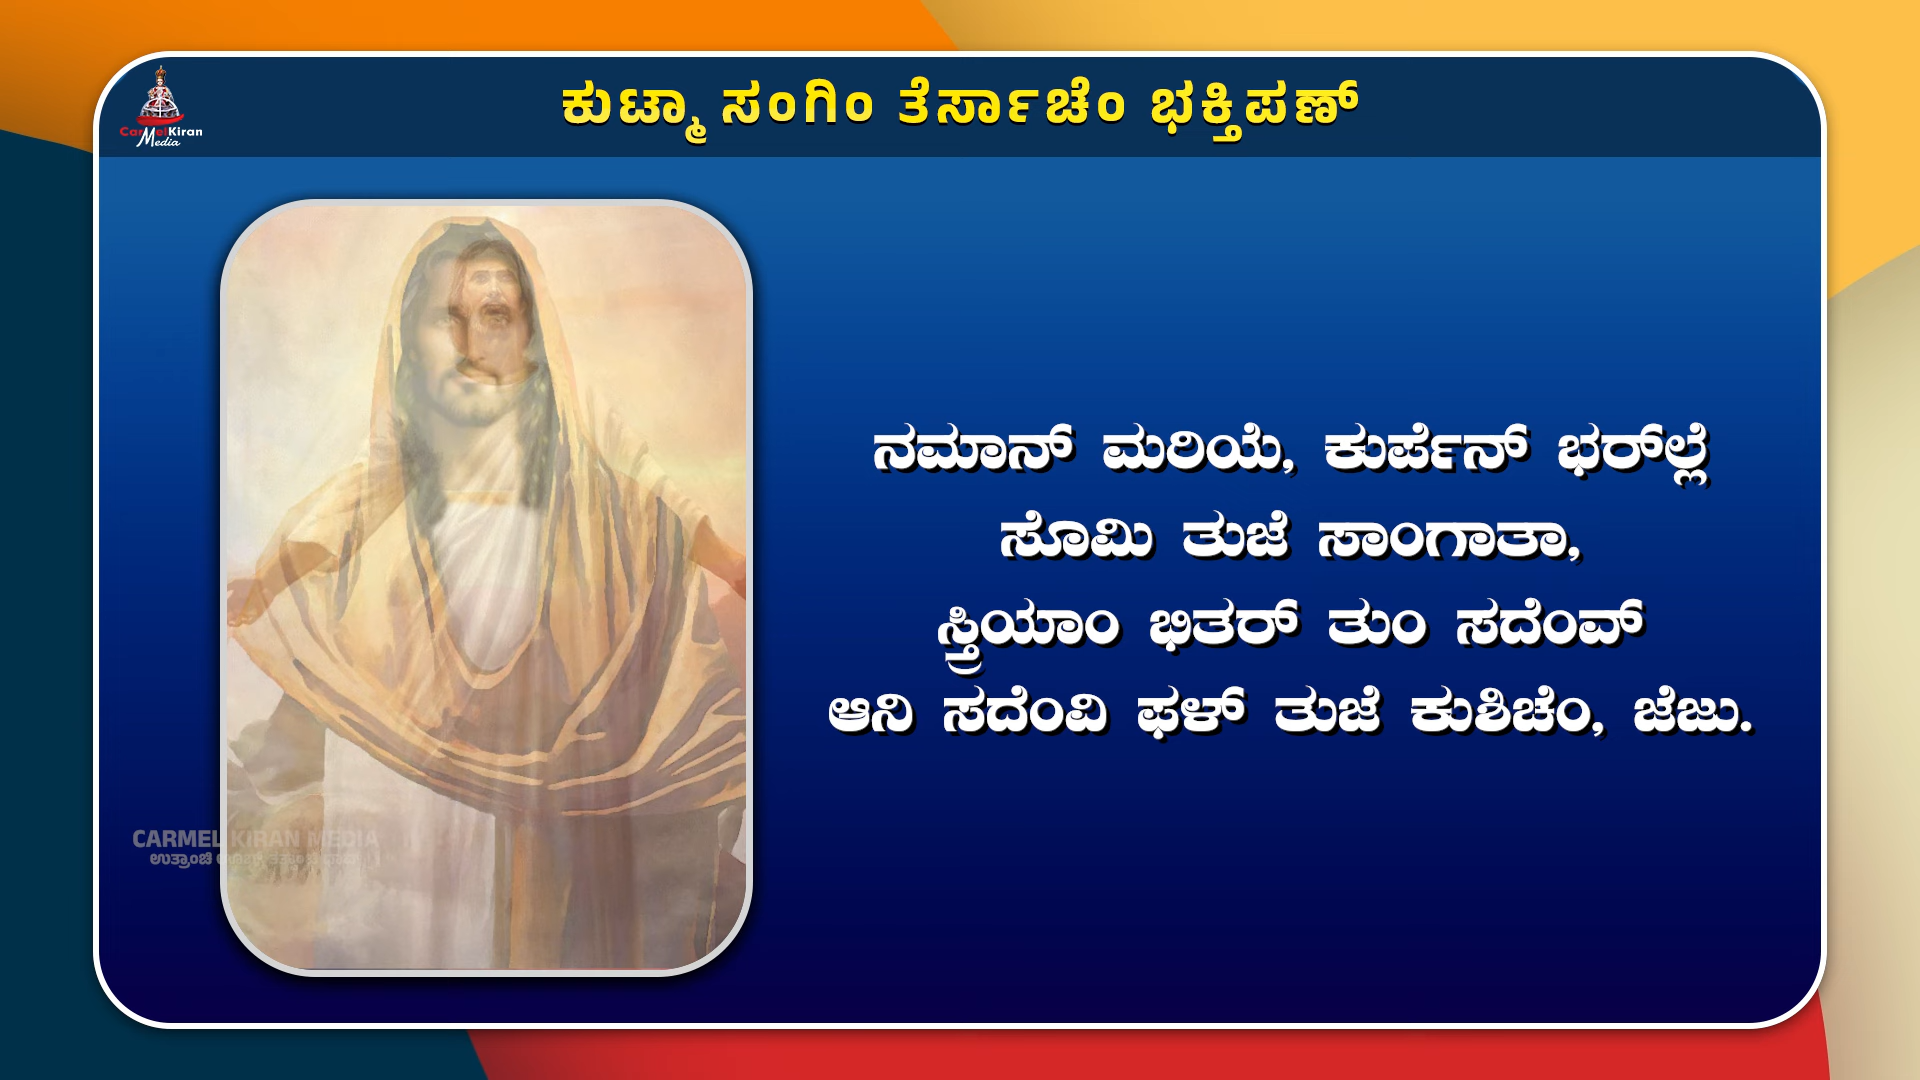 ಕುಟ್ಮಾ ಸಂಗಿಂ ತೆರ್ಸಾಚೆಂ ಭಕ್ತಿಪಣ್
CarmelKiran
Media
ನಮಾನ್ ಮರಿಯೆ, ಕುರ್ಪೆನ್ ಭರ್‌ಲ್ಲೆ
ಸೊಮಿ ತುಜೆ ಸಾಂಗಾತಾ,
ಸ್ತ್ರಿಯಾಂ ಭಿತರ್ ತುಂ ಸದೆಂವ್
ಆನಿ ಸದೆಂವಿ ಫಳ್ ತುಜೆ ಕುಶಿಚೆಂ, ಜೆಜು.
CARMEL KIRAN MEDIA